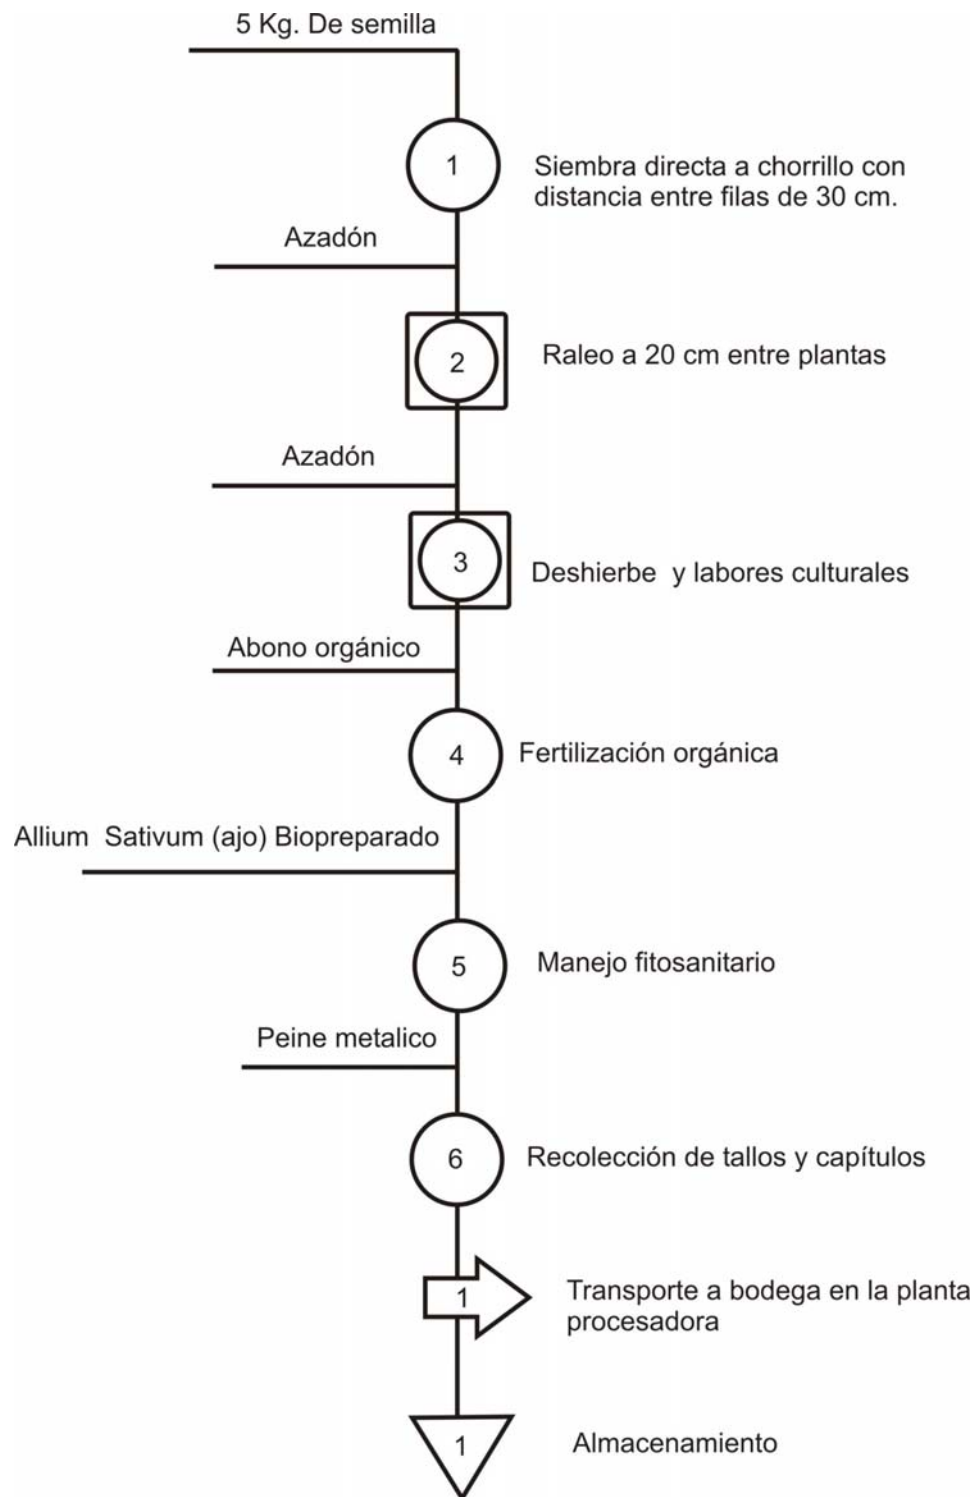 5 Kg. De semilla
1
Siembra directa a chorrillo con
distancia entre filas de 30 cm.
Azadón
2
Raleo a 20 cm entre plantas
Azadón
3
Deshierbe y labores culturales
Abono orgánico
4
Fertilización orgánica
Allium Sativum (ajo) Biopreparado
5
Manejo fitosanitario
Peine metalico
6
Recolección de tallos y capítulos
1
Transporte a bodega en la planta
procesadora
1
Almacenamiento